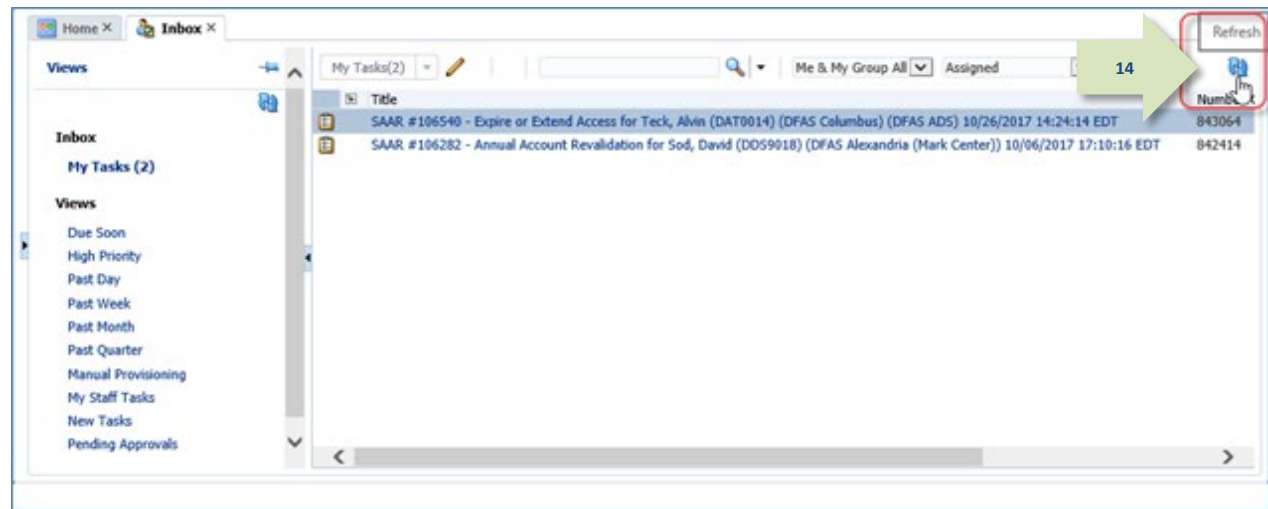 Home × Inbox ×
Refresh
Views
My Tasks(2) Me & My Group All Assigned 14
Title
SAAR #106540 - Expire or Extend Access for Teck, Alvin (DAT0014) (DFAS Columbus) (DFAS ADS) 10/26/2017 14:24:14 EDT 843064
SAAR #106282 - Annual Account Revalidation for Sod, David (DDS9018) (DFAS Alexandria (Mark Center)) 10/06/2017 17:10:16 EDT 842414
Inbox
My Tasks (2)
Views
Due Soon
High Priority
Past Day
Past Week
Past Month
Past Quarter
Manual Provisioning
My Staff Tasks
New Tasks
Pending Approvals